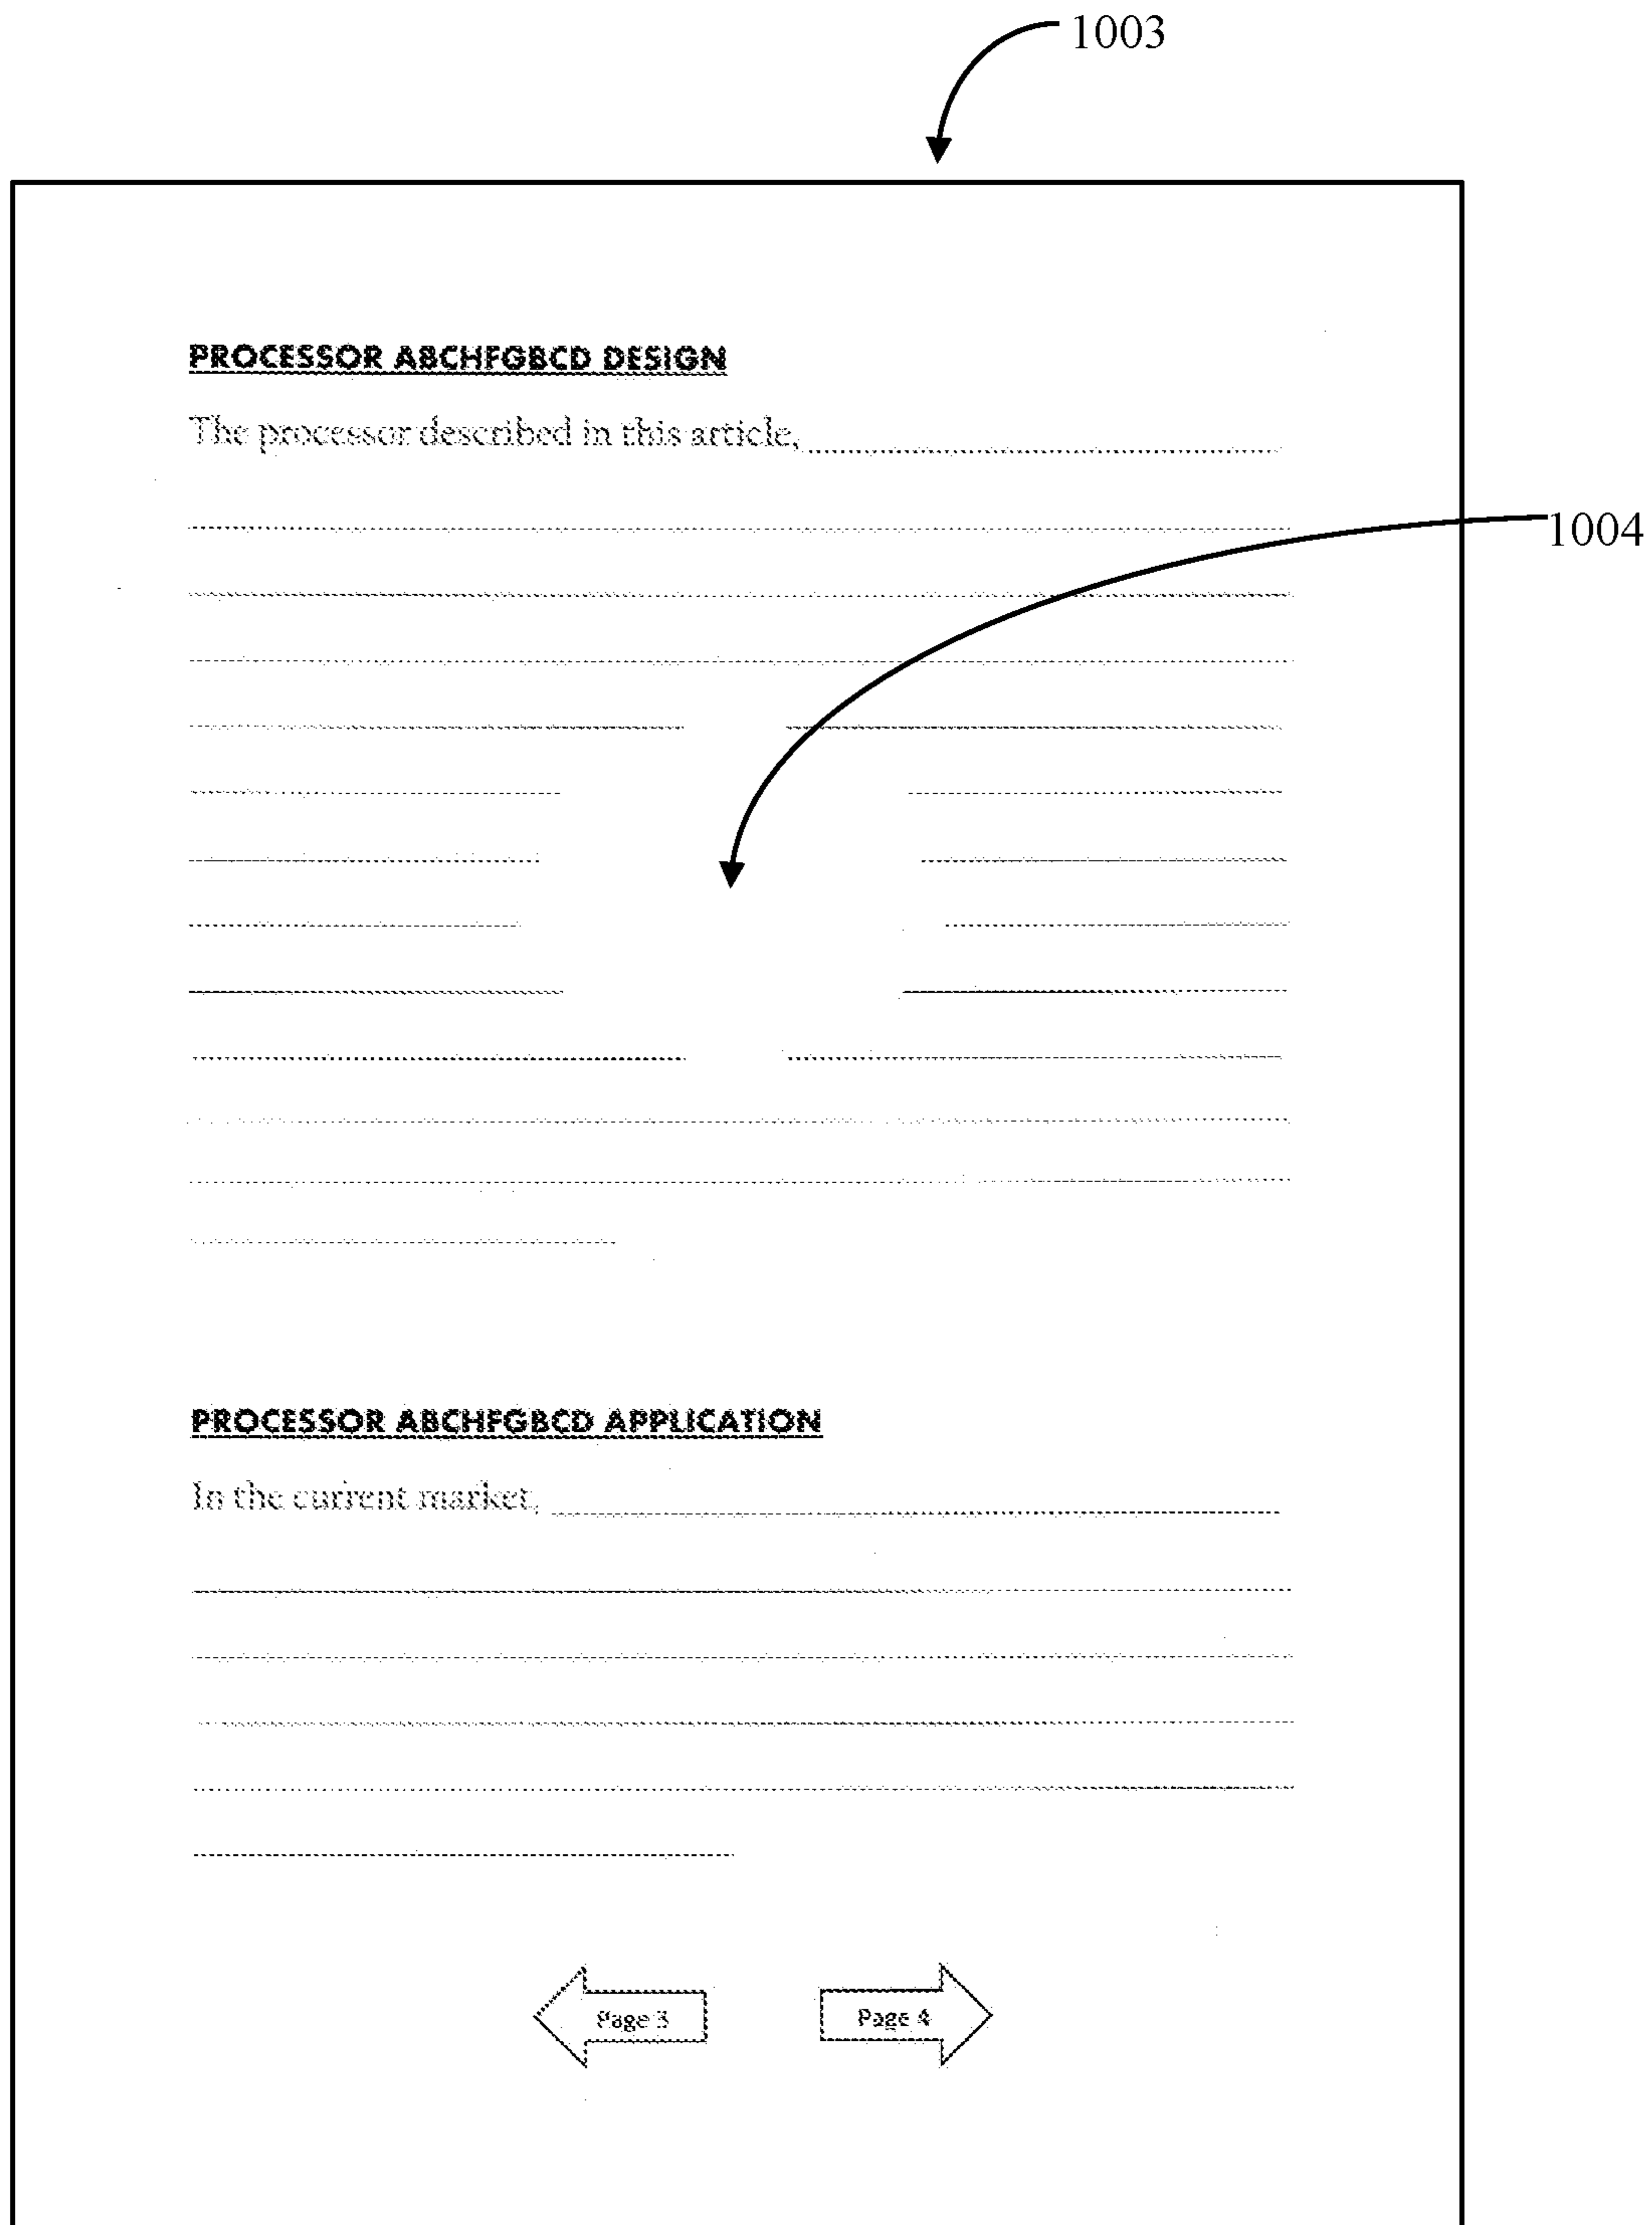 1003
PROCESSOR ABCHFGBCD DESIGN
The processor described in this article,
1004
PROCESSOR ABCHFGBCD APPLICATION
In the current market,
Page 3
Page 4